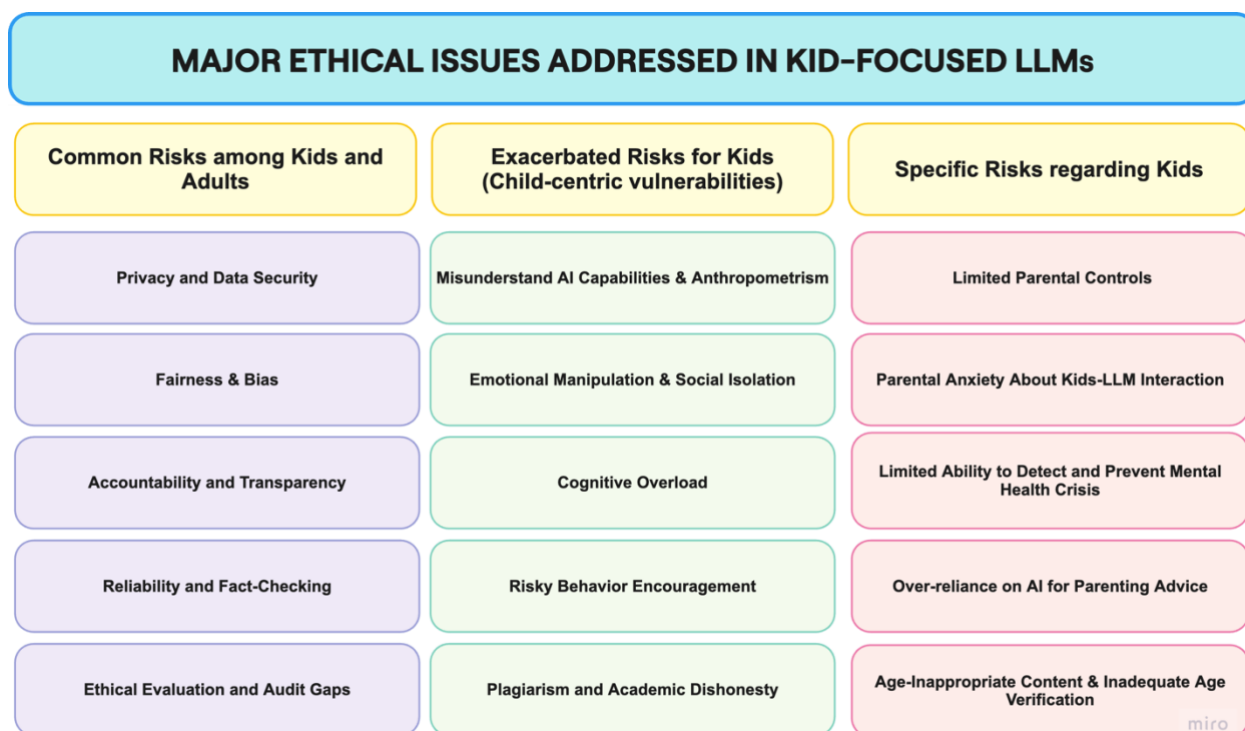 MAJOR ETHICAL ISSUES ADDRESSED IN KID-FOCUSED LLMs
Common Risks among Kids and
Adults
Privacy and Data Security
Fairness & Bias
Accountability and Transparency
Reliability and Fact-Checking
Ethical Evaluation and Audit Gaps
Exacerbated Risks for Kids
(Child-centric vulnerabilities)
Misunderstand AI Capabilities & Anthropometrism
Emotional Manipulation & Social Isolation
Cognitive Overload
Risky Behavior Encouragement
Plagiarism and Academic Dishonesty
Specific Risks regarding Kids
Limited Parental Controls
Parental Anxiety About Kids-LLM Interaction
Limited Ability to Detect and Prevent Mental
Health Crisis
Over-reliance on AI for Parenting Advice
Age-Inappropriate Content & Inadequate Age
Verification
miro